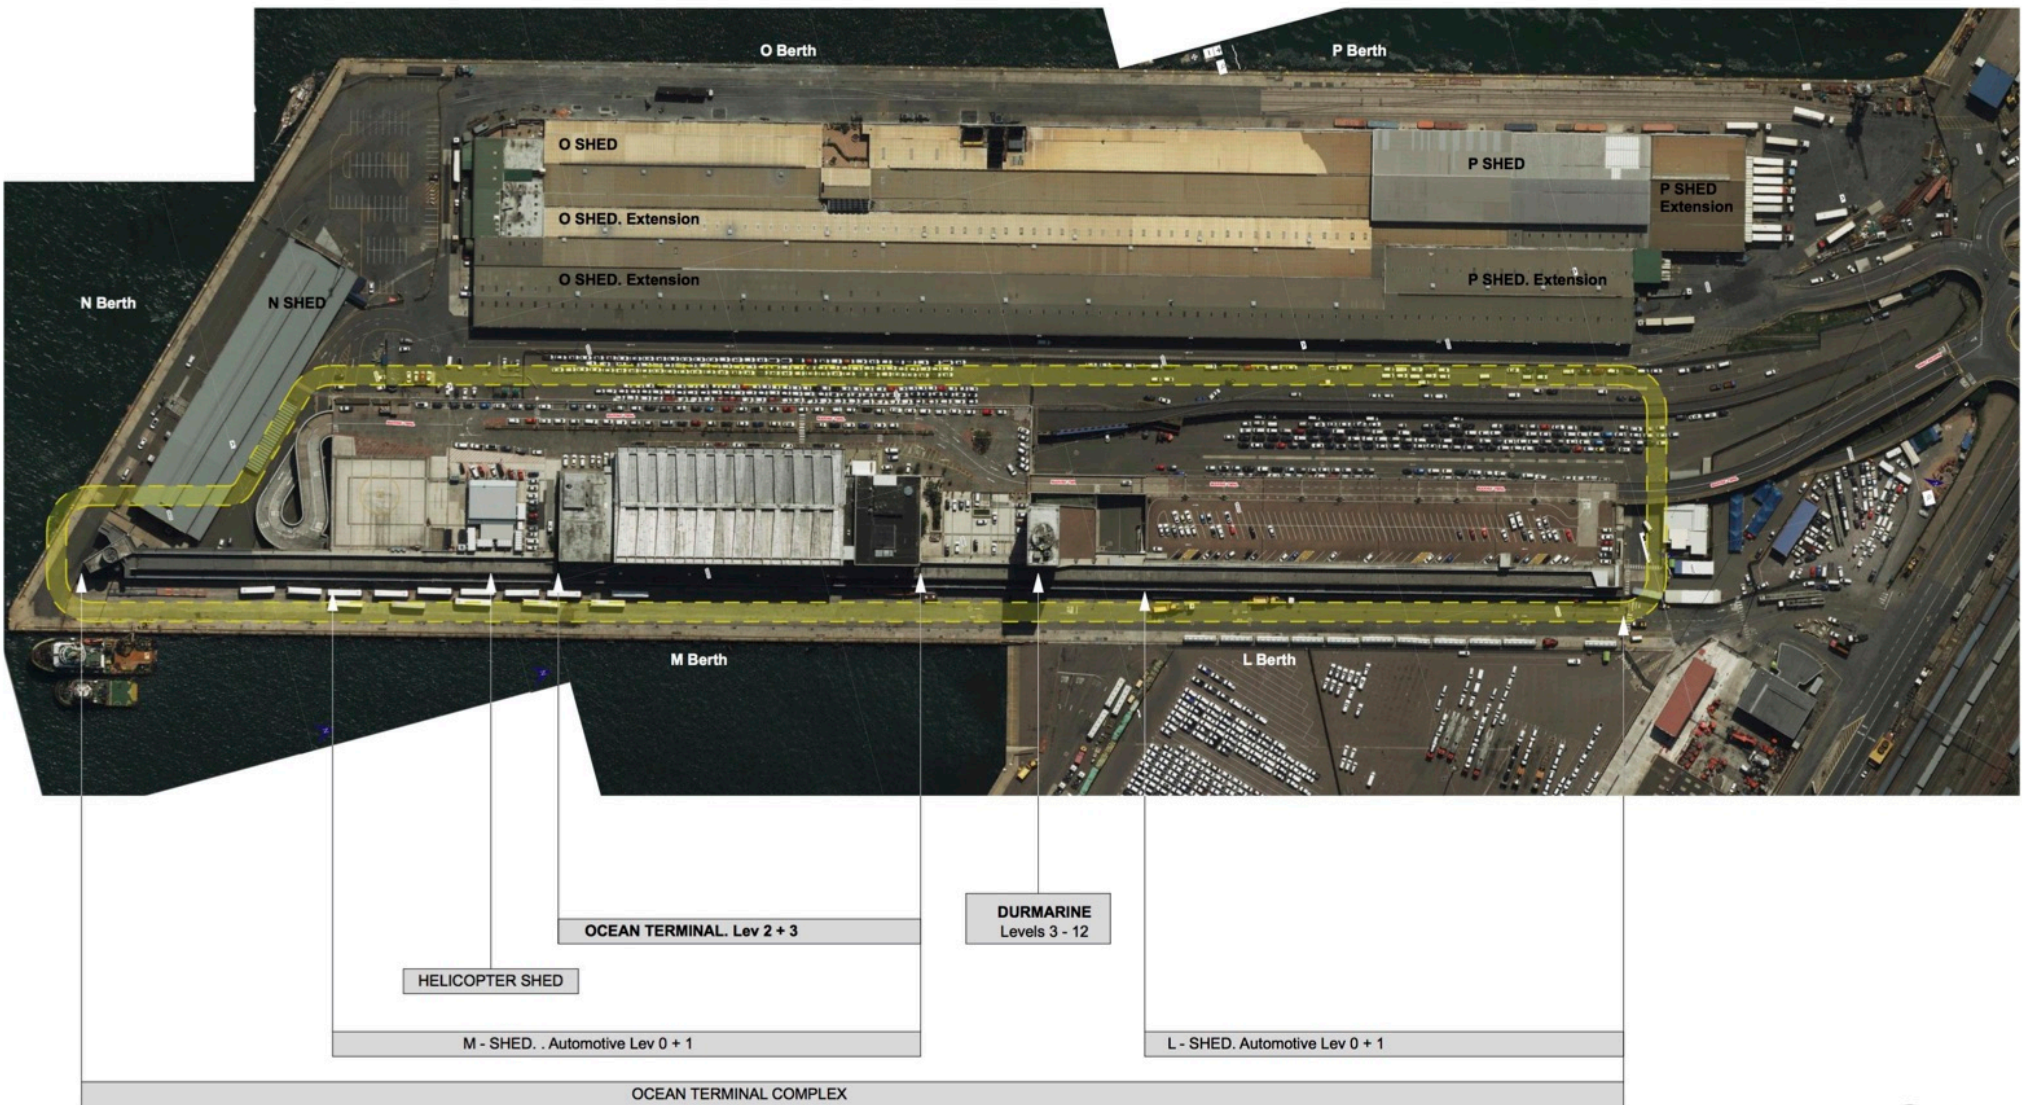 O Berth
P Berth
O SHED
P SHED
P SHED
Extension
O SHED. Extension
O SHED. Extension
P SHED. Extension
N Berth
N SHED
M Berth
L Berth
DURMARINE
Levels 3 - 12
OCEAN TERMINAL. Lev 2 + 3
HELICOPTER SHED
M - SHED. . Automotive Lev 0 + 1
L - SHED. Automotive Lev 0 + 1
OCEAN TERMINAL COMPLEX